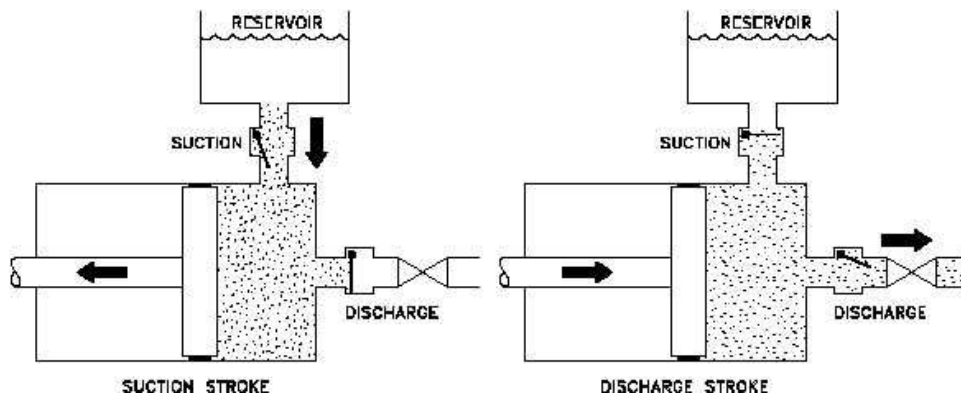 RESERVOIR
SUCTION
DISCHARGE
SUCTION STROKE
RESERVOIR
SUCTION
DISCHARGE
DISCHARGE STROKE